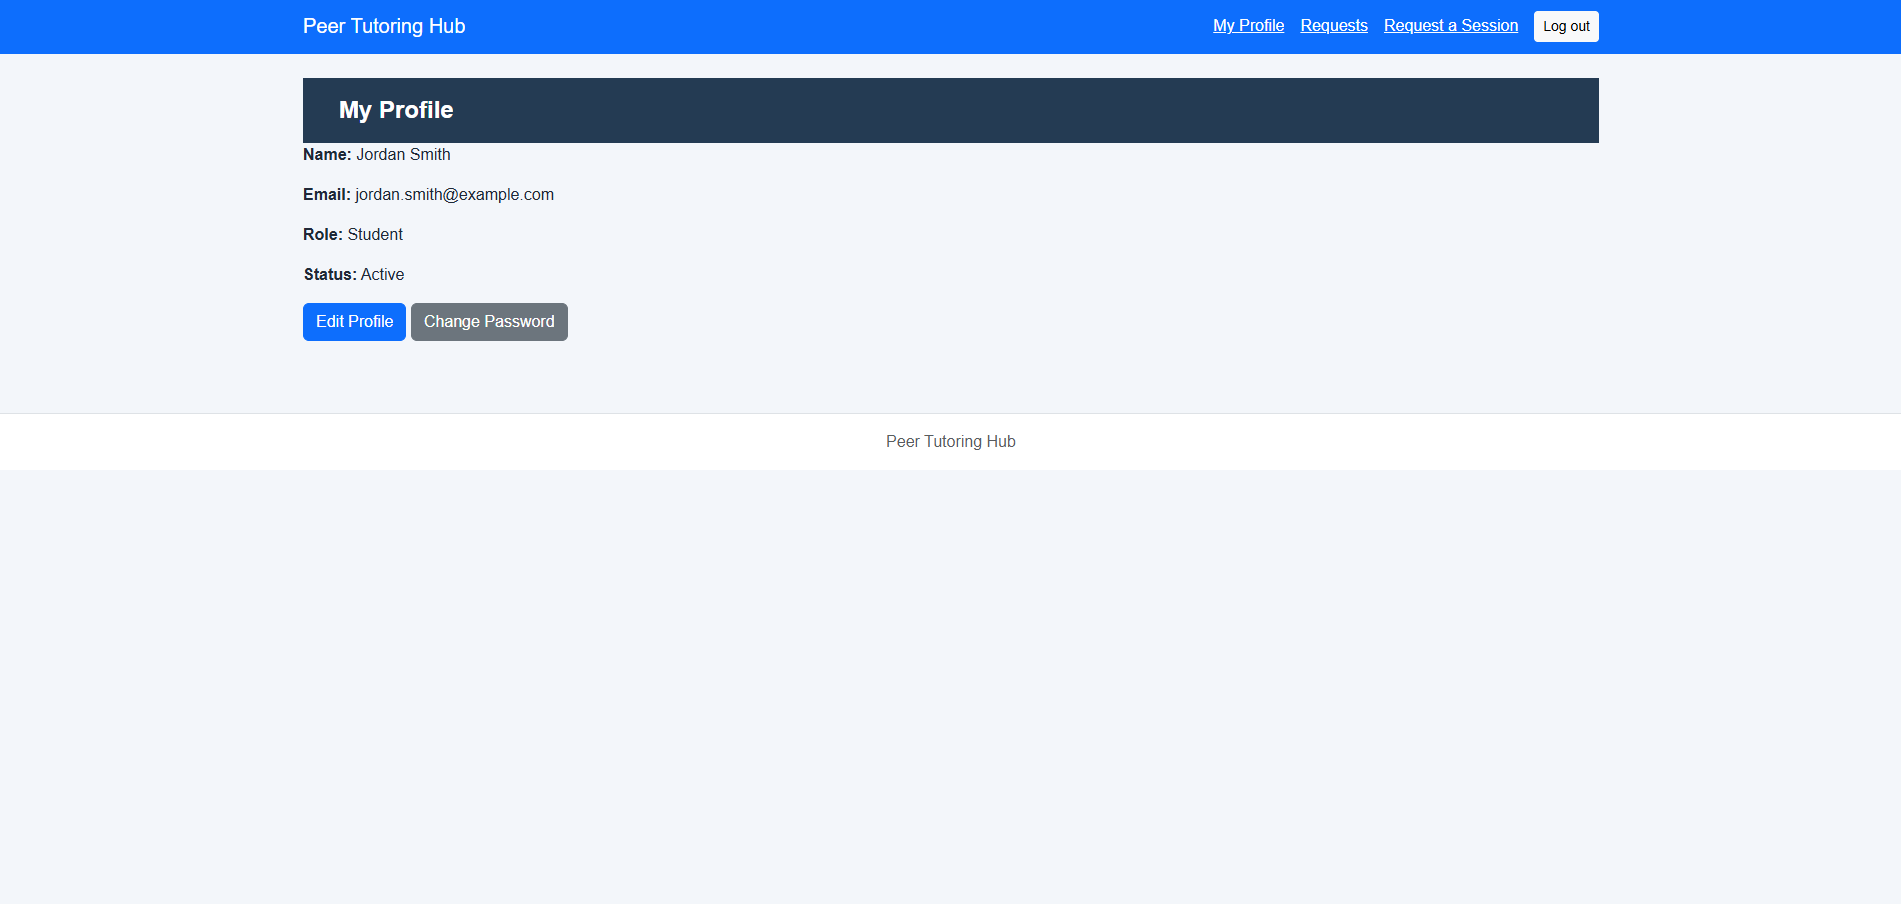 Peer Tutoring Hub My Profile Requests Request a Session Log out
My Profile
Name: Jordan Smith
Email: jordan.smith@example.com
Role: Student
Status: Active
Edit Profile Change Password
Peer Tutoring Hub